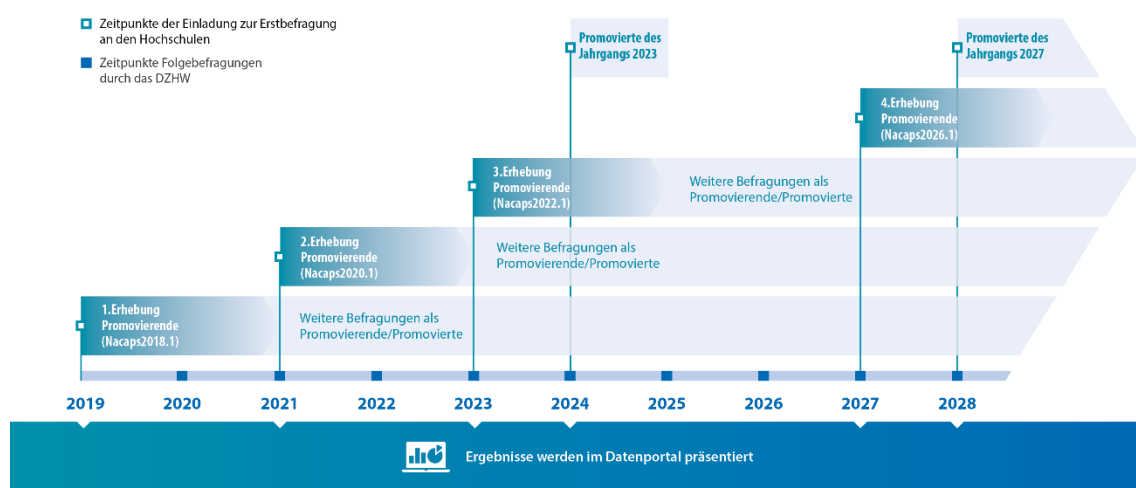 Zeitpunkte der Einladung zur Erstbefragung
an den Hochschulen
Zeitpunkte Folgebefragungen
durch das DZHW
Promovierte des
Jahrgangs 2023
Promovierte des
Jahrgangs 2027
4.Erhebung
Promovierende
(Nacaps2026.1)
3.Erhebung
Promovierende
(Nacaps2022.1)
Weitere Befragungen als
Promovierende/Promovierte
2.Erhebung
Promovierende
(Nacaps2020.1)
Weitere Befragungen als
Promovierende/Promovierte
1.Erhebung
Promovierende
(Nacaps2018.1)
Weitere Befragungen als
Promovierende/Promovierte
2019 2020 2021 2022 2023 2024 2025 2026 2027 2028
Ergebnisse werden im Datenportal präsentiert